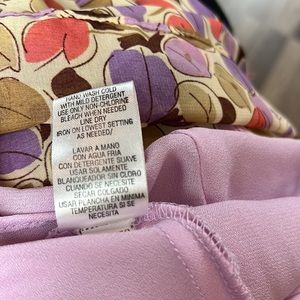 HAND WASH COLD
WITH MILD DETERGENT
USE ONLY NON-CHLORINE
BLEACH WHEN NEEDED
LINE DRY
IRON ON LOWEST SETTING
AS NEEDED/
LAVAR A MANO
CON AGUA FRIA
CON DETERGENTE SUAVE
USAR SOLAMENTE
BLANQUEADOR SIN CLORO
CUANDO SE NECESITE
SECAR COLGADO
USAR PLANCHA EN MINIMA
TEMPERATURA SI SE
NECESITA